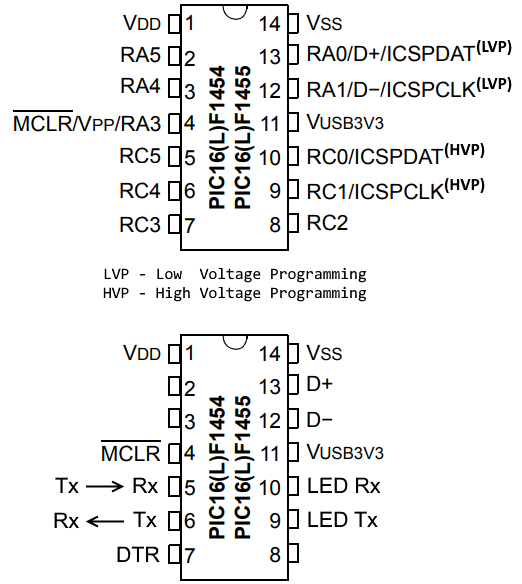 VDD 1 14 VSS
RA5 2 13 RA0/D+/ICSPDAT(LVP)
RA4 3 12 RA1/D−/ICSPCLK(LVP)
MCLR/VPP/RA3 4 11 VUSB3V3
RC5 5 10 RC0/ICSPDAT(HVP)
RC4 6 9 RC1/ICSPCLK(HVP)
RC3 7 8 RC2
PIC16(L)F1454
PIC16(L)F1455
LVP - Low  Voltage Programming
HVP - High Voltage Programming
VDD 1 14 VSS
2 13 D+
3 12 D−
MCLR 4 11 VUSB3V3
Tx → Rx 5 10 LED Rx
Rx ← Tx 6 9 LED Tx
DTR 7 8
PIC16(L)F1454
PIC16(L)F1455